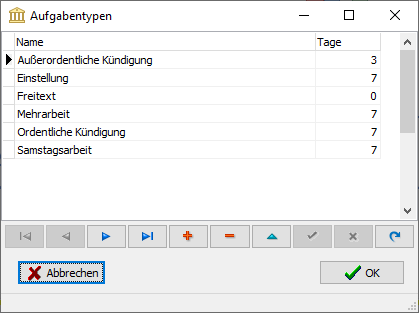 Aufgabentypen
Name Tage
Außerordentliche Kündigung 3
Einstellung 7
Freitext 0
Mehrarbeit 7
Ordentliche Kündigung 7
Samstagsarbeit 7
Abbrechen OK